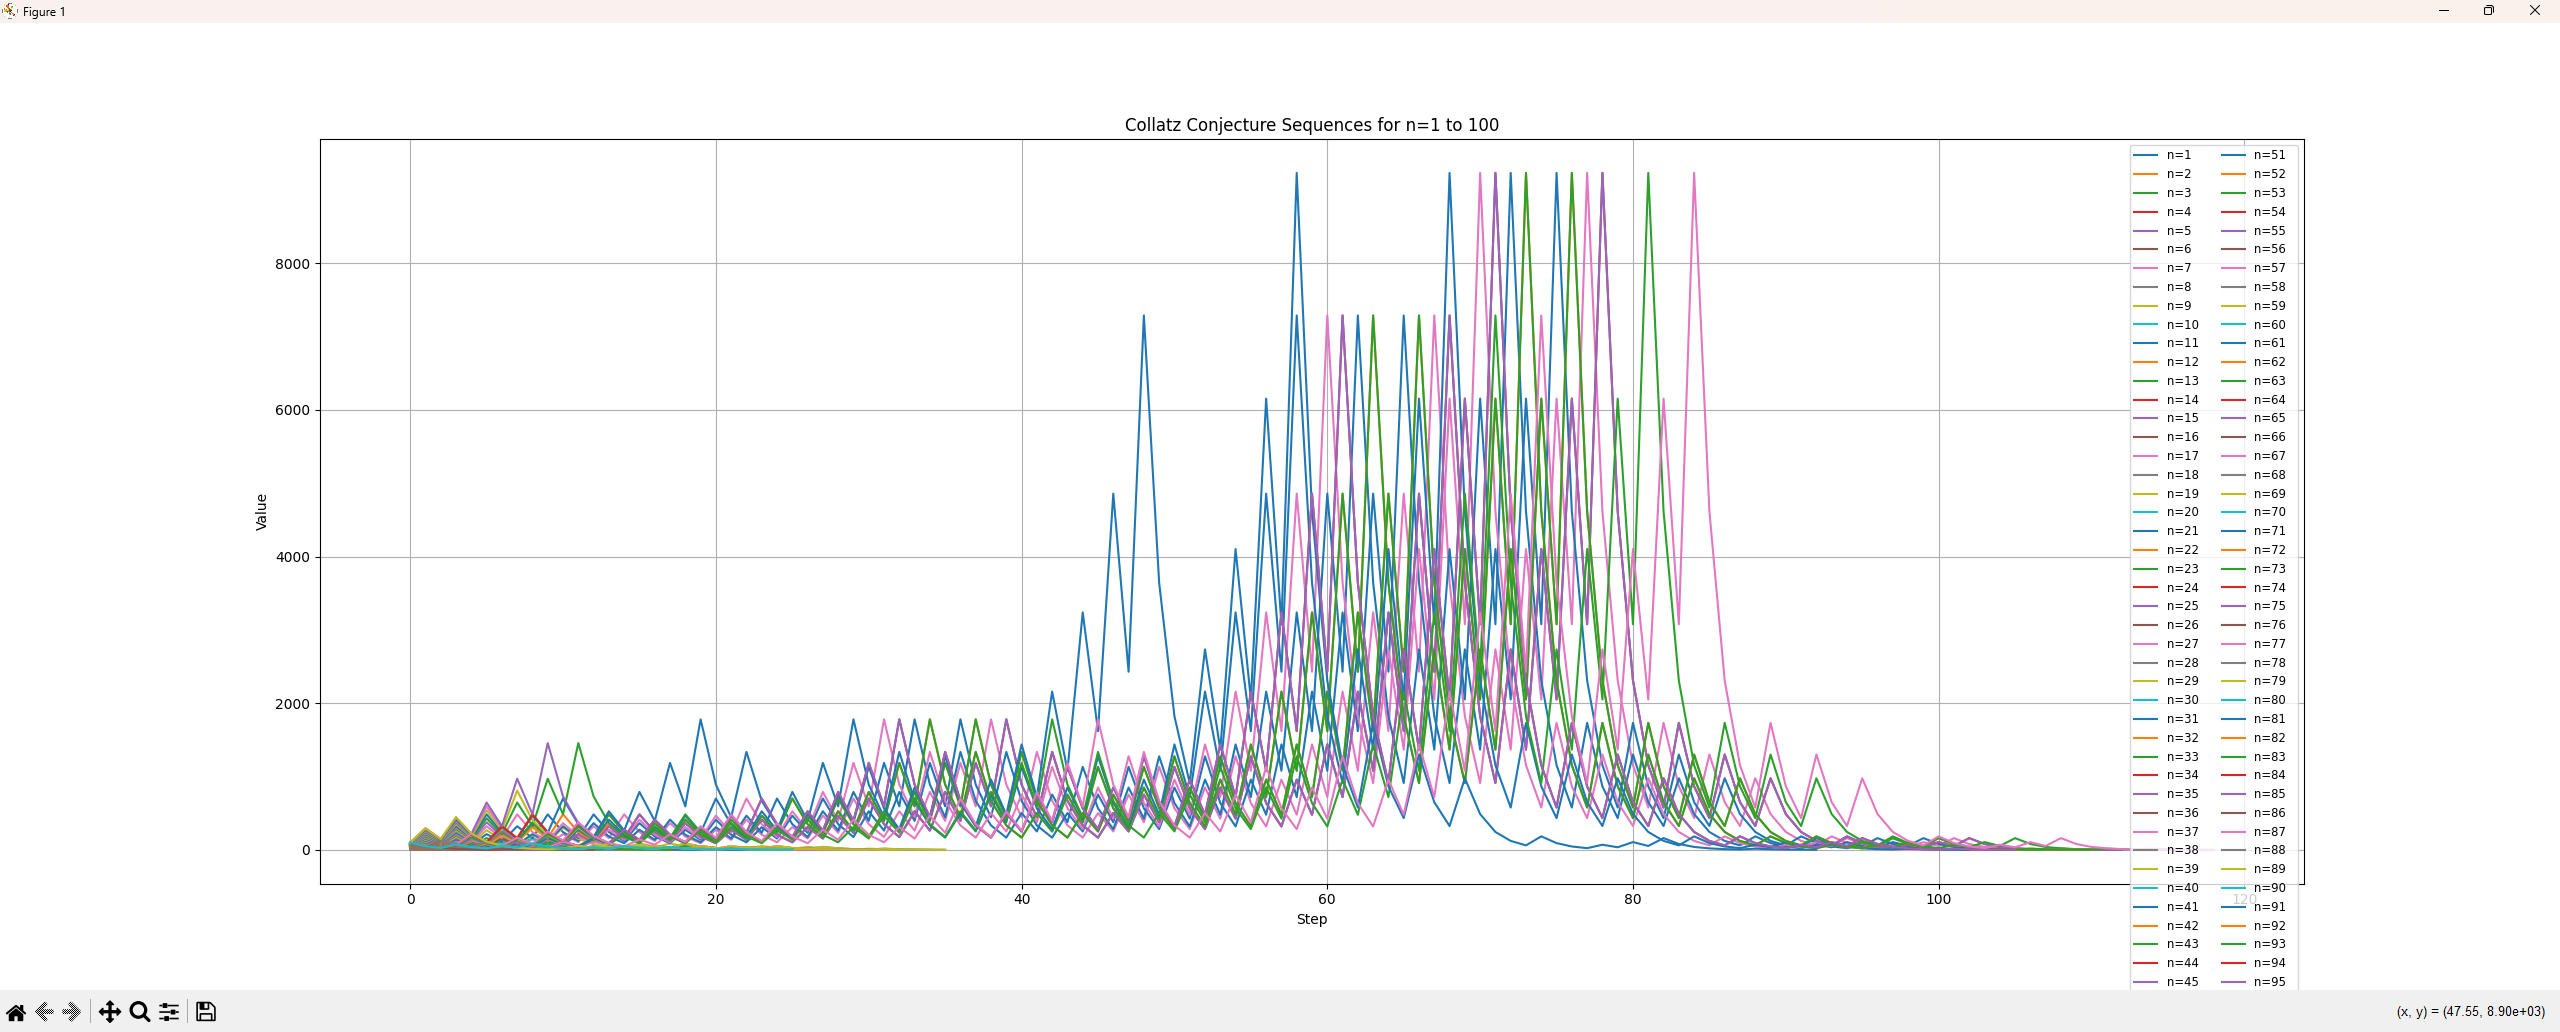 Figure 1
Collatz Conjecture Sequences for n=1 to 100
8000
6000
4000
2000
0
Value
0 20 40 60 80 100 120
Step
n=1 n=51
n=2 n=52
n=3 n=53
n=4 n=54
n=5 n=55
n=6 n=56
n=7 n=57
n=8 n=58
n=9 n=59
n=10 n=60
n=11 n=61
n=12 n=62
n=13 n=63
n=14 n=64
n=15 n=65
n=16 n=66
n=17 n=67
n=18 n=68
n=19 n=69
n=20 n=70
n=21 n=71
n=22 n=72
n=23 n=73
n=24 n=74
n=25 n=75
n=26 n=76
n=27 n=77
n=28 n=78
n=29 n=79
n=30 n=80
n=31 n=81
n=32 n=82
n=33 n=83
n=34 n=84
n=35 n=85
n=36 n=86
n=37 n=87
n=38 n=88
n=39 n=89
n=40 n=90
n=41 n=91
n=42 n=92
n=43 n=93
n=44 n=94
n=45 n=95
(x, y) = (47.55, 8.90e+03)